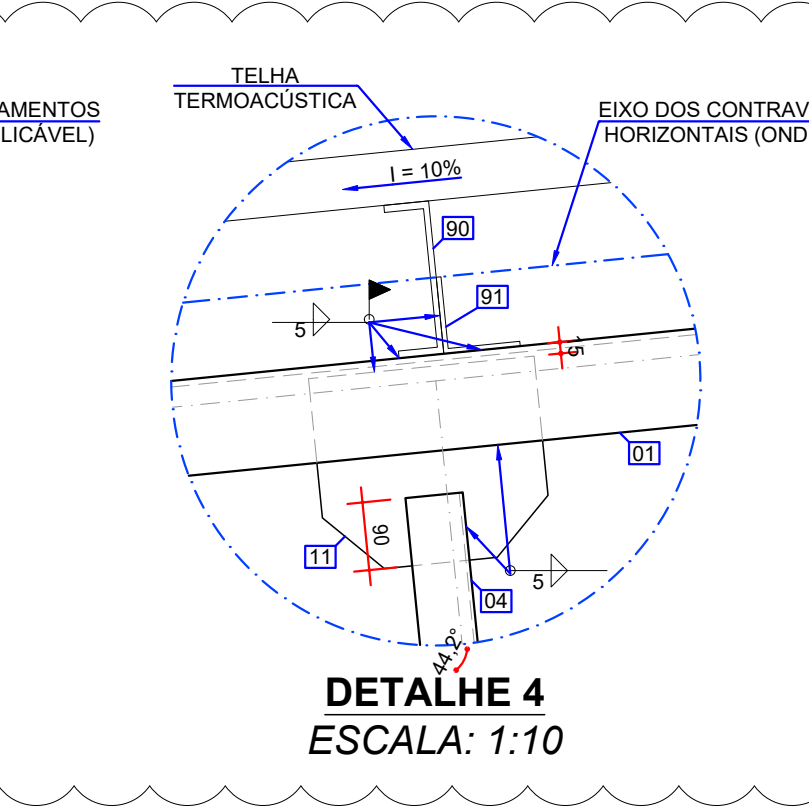 AMENTOS
LICÁVEL)
TELHA
TERMOACÚSTICA
EIXO DOS CONTRAV
HORIZONTAIS (OND
I = 10%
90
91
5
15
01
90
11
5
04
44,2°
DETALHE 4
ESCALA: 1:10